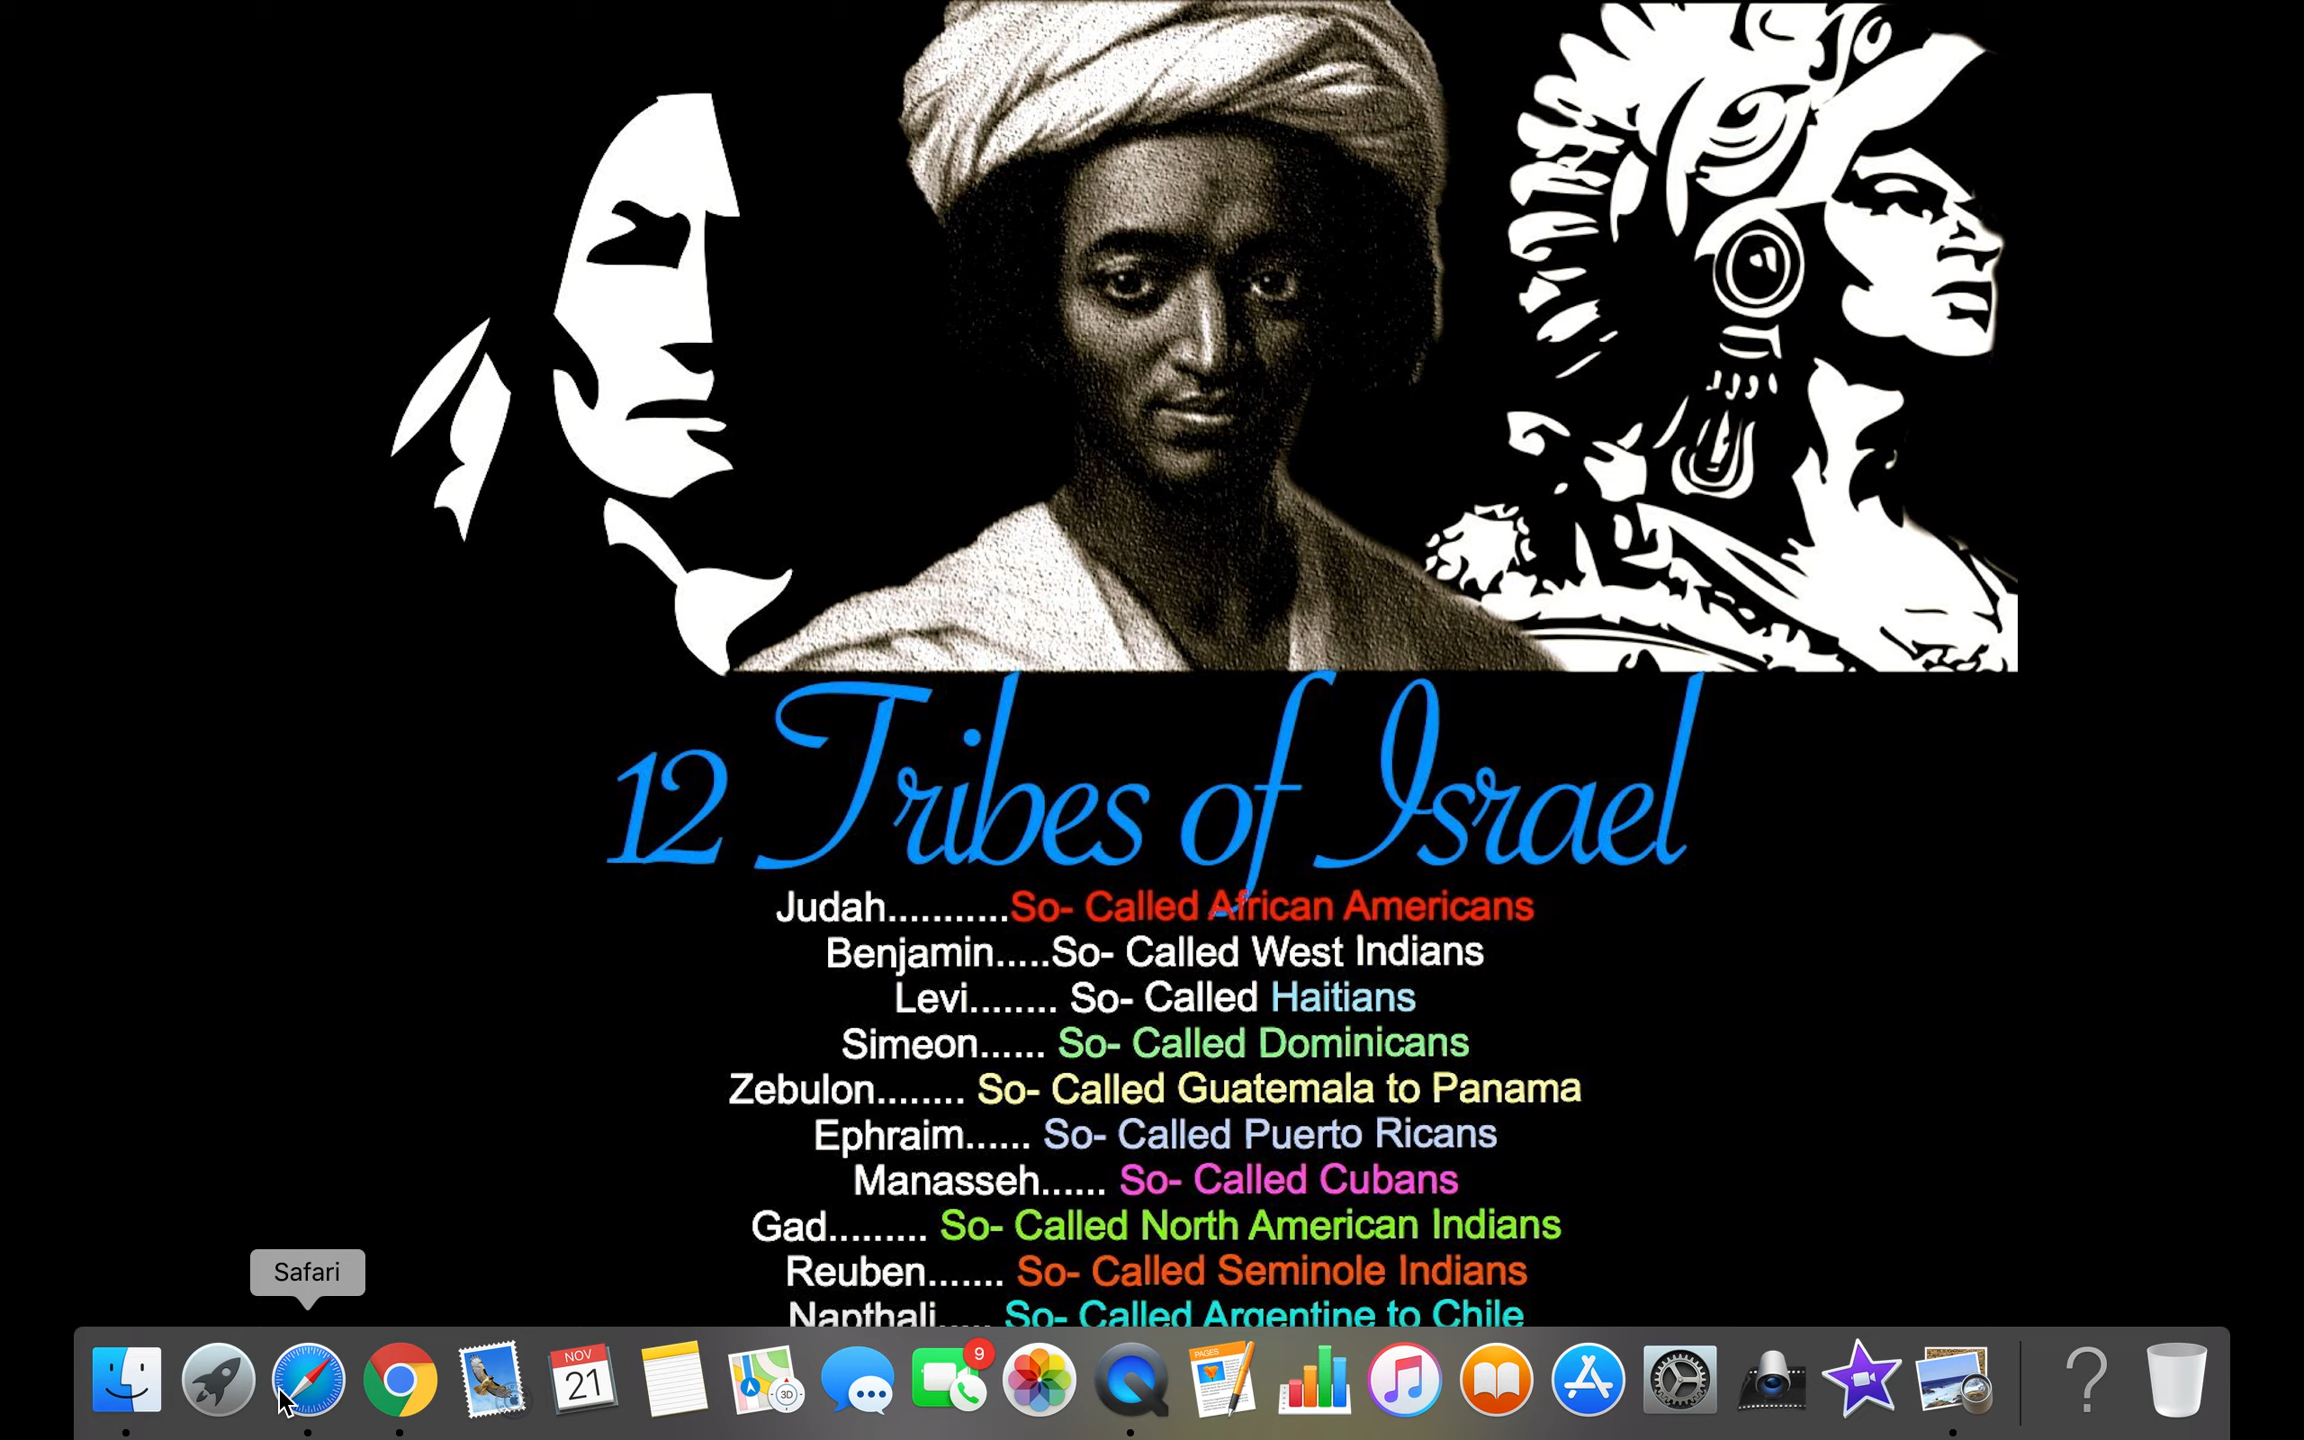 12 Tribes of Israel
Judah...........So- Called African Americans
Benjamin.....So- Called West Indians
Levi........ So- Called Haitians
Simeon...... So- Called Dominicans
Zebulon........ So- Called Guatemala to Panama
Ephraim...... So- Called Puerto Ricans
Manasseh...... So- Called Cubans
Gad......... So- Called North American Indians
Reuben....... So- Called Seminole Indians
Napthali..... So- Called Argentine to Chile
Safari
NOV
21
3D
9
PAGES
?